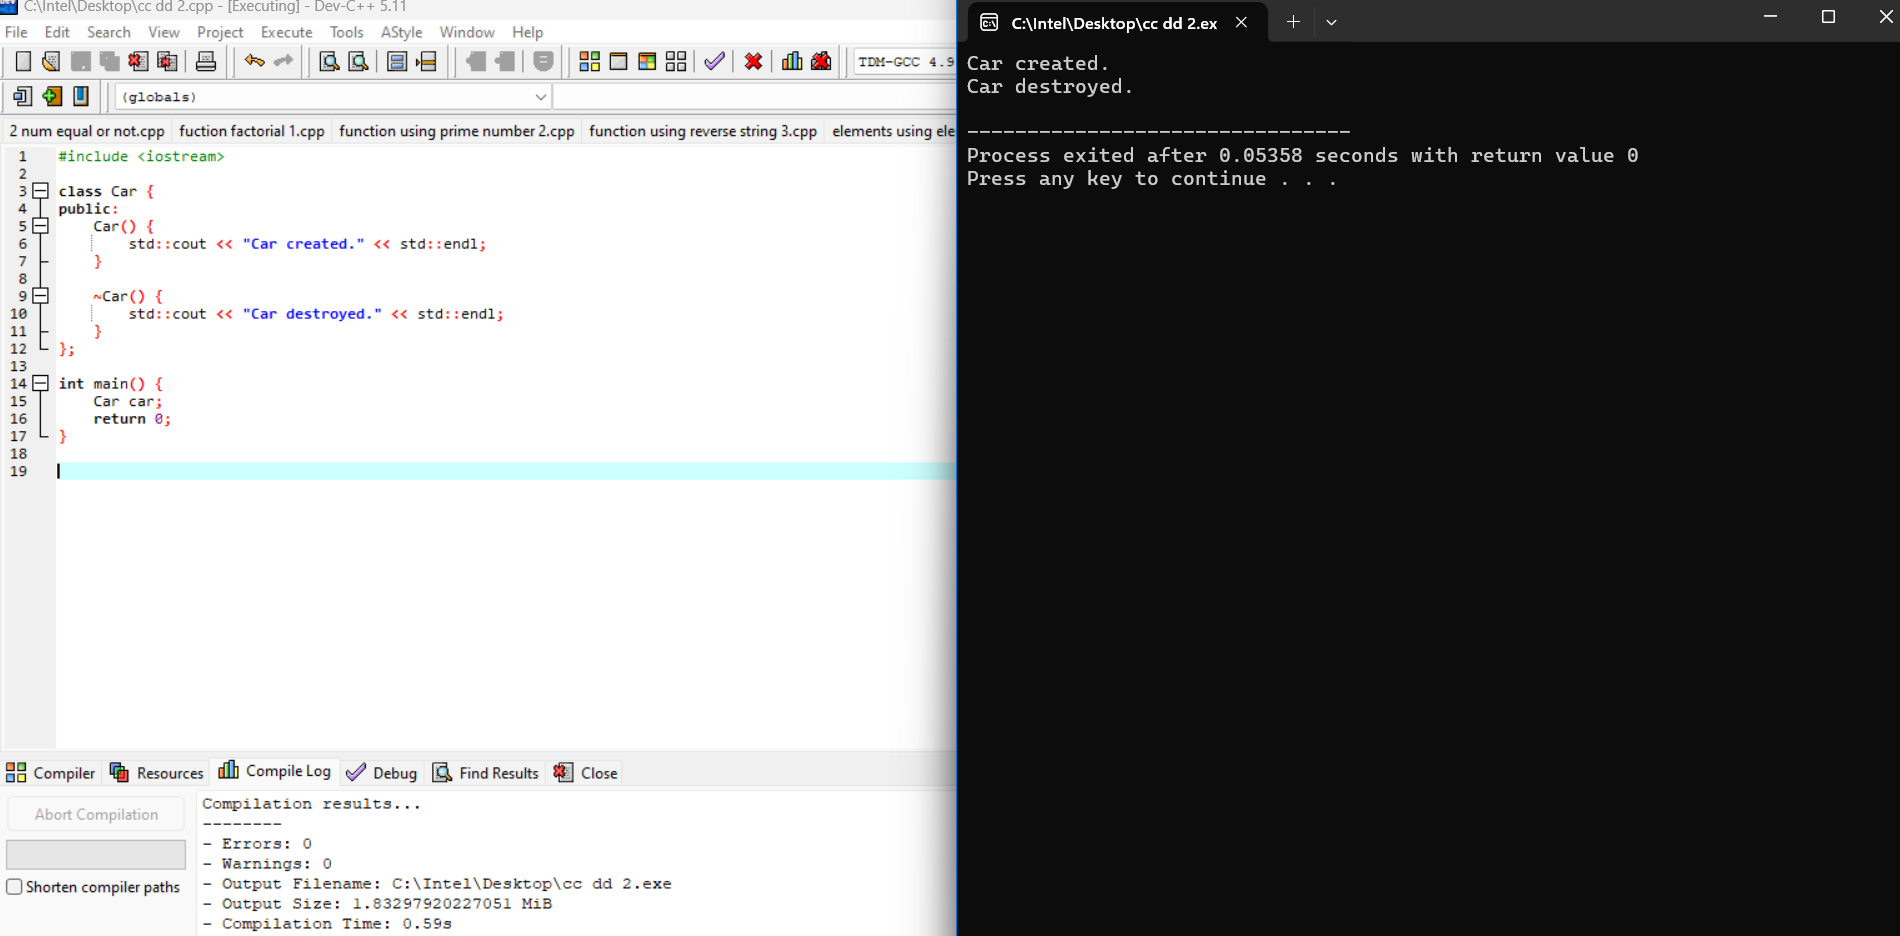 C:\Intel\Desktop\cc dd 2.cpp - [Executing] - Dev-C++ 5.11
File Edit Search View Project Execute Tools AStyle Window Help
TDM-GCC 4.9
(globals)
2 num equal or not.cpp fuction factorial 1.cpp function using prime number 2.cpp function using reverse string 3.cpp elements using ele
1 #include <iostream>
2
3 class Car {
4 public:
5 Car() {
6 std::cout << "Car created." << std::endl;
7 }
8
9 ~Car() {
10 std::cout << "Car destroyed." << std::endl;
11 }
12 };
13
14 int main() {
15 Car car;
16 return 0;
17 }
18
19
Compiler Resources Compile Log Debug Find Results Close
Abort Compilation
Shorten compiler paths
Compilation results...
--------
- Errors: 0
- Warnings: 0
- Output Filename: C:\Intel\Desktop\cc dd 2.exe
- Output Size: 1.83297920227051 MiB
- Compilation Time: 0.59s
C:\Intel\Desktop\cc dd 2.ex
Car created.
Car destroyed.
--------------------------------
Process exited after 0.05358 seconds with return value 0
Press any key to continue . . .